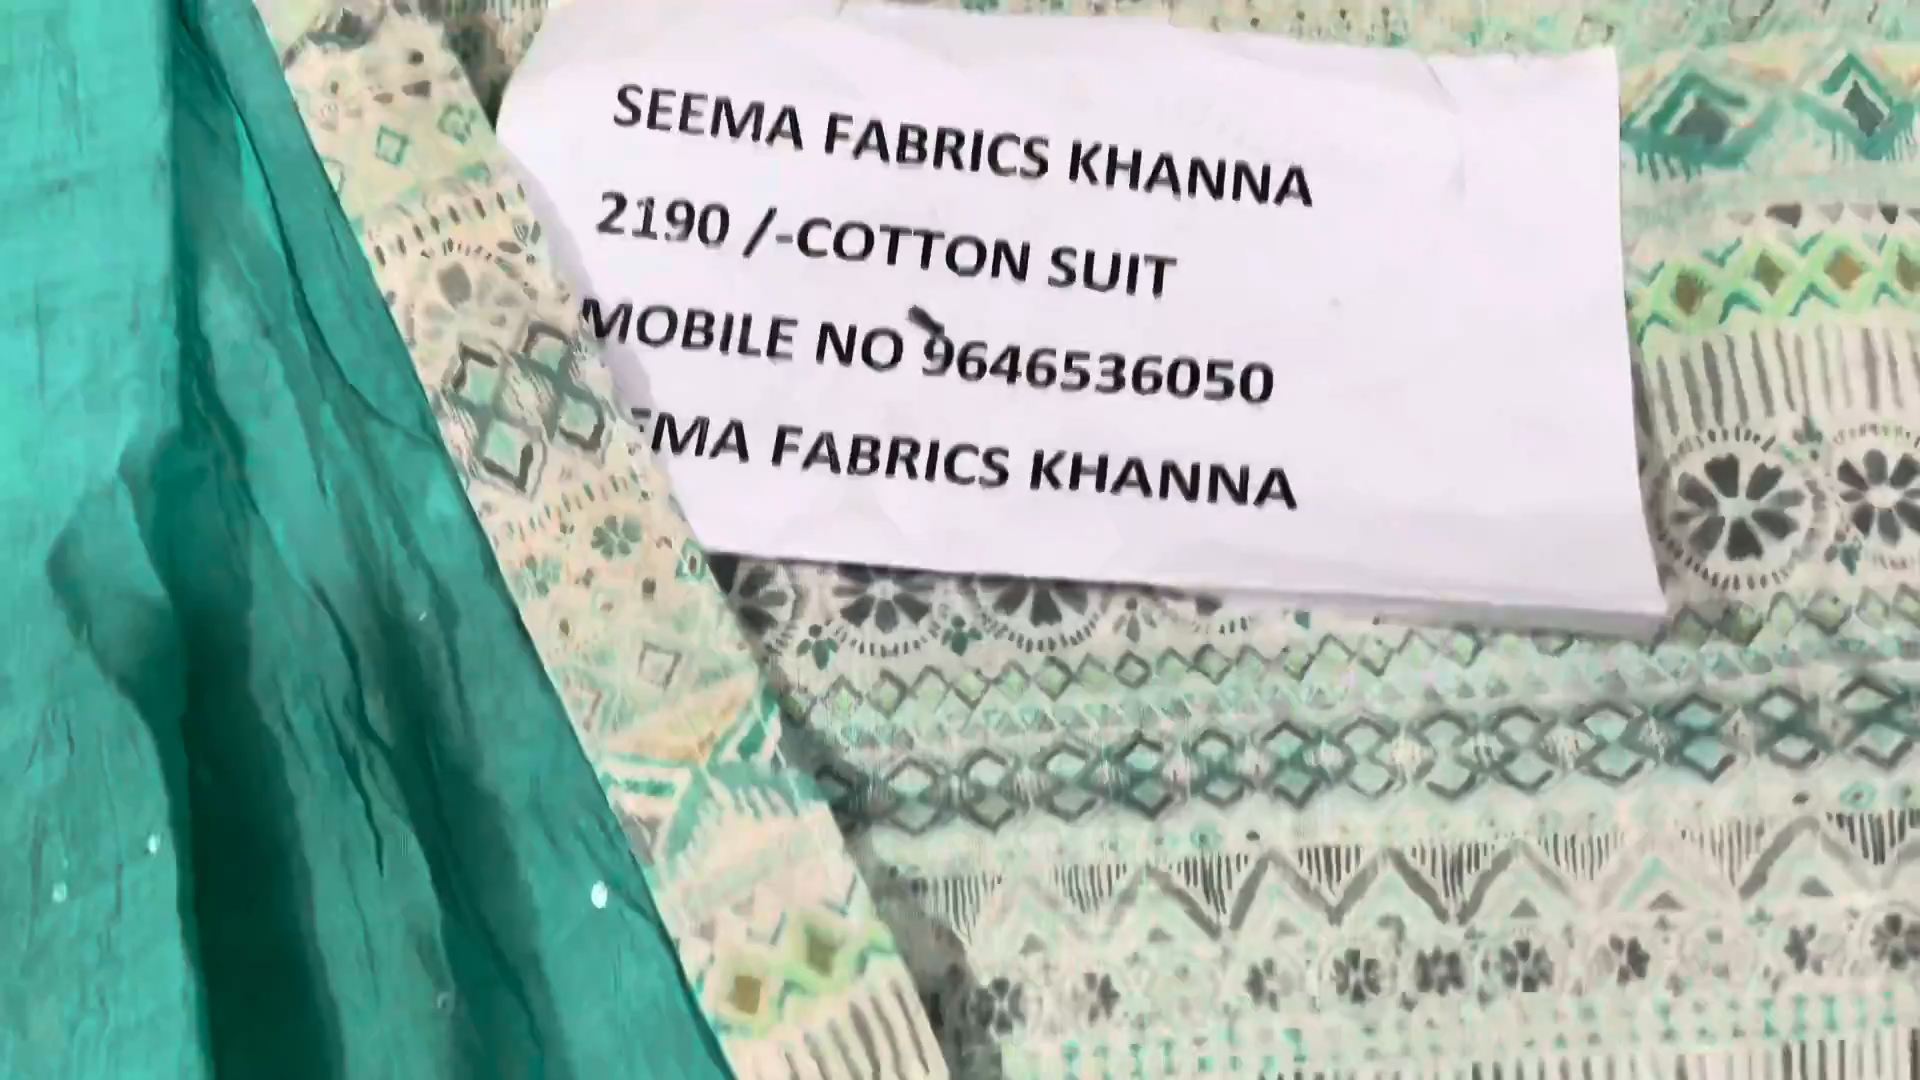 SEEMA FABRICS KHANNA
2190 /-COTTON SUIT
MOBILE NO 9646536050
EMA FABRICS KHANNA